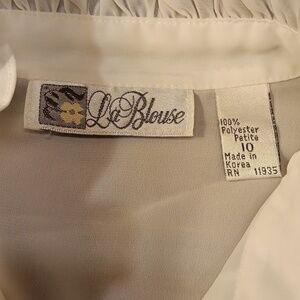 La Blouse
100%
Polyester
Petite
10
Made in
Korea
RN 11935